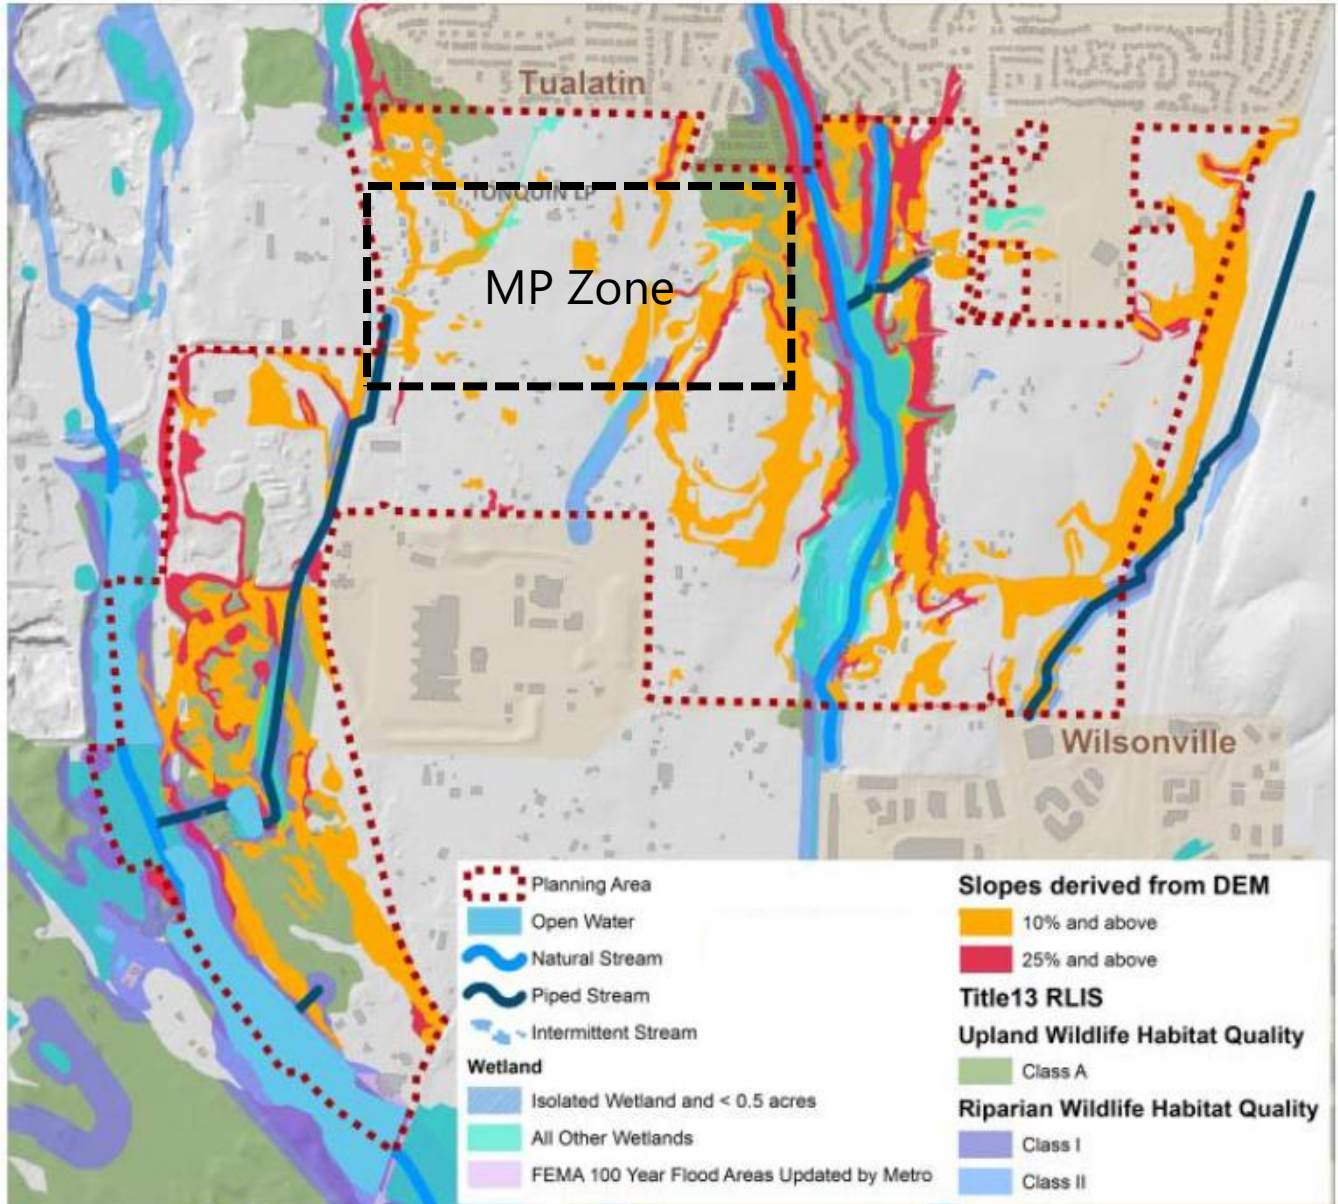 Tualatin
TONQUIN LP
MP Zone
Wilsonville
Planning Area
Open Water
Natural Stream
Piped Stream
Intermittent Stream
Wetland
Isolated Wetland and < 0.5 acres
All Other Wetlands
FEMA 100 Year Flood Areas Updated by Metro
Slopes derived from DEM
10% and above
25% and above
Title13 RLIS
Upland Wildlife Habitat Quality
Class A
Riparian Wildlife Habitat Quality
Class I
Class II